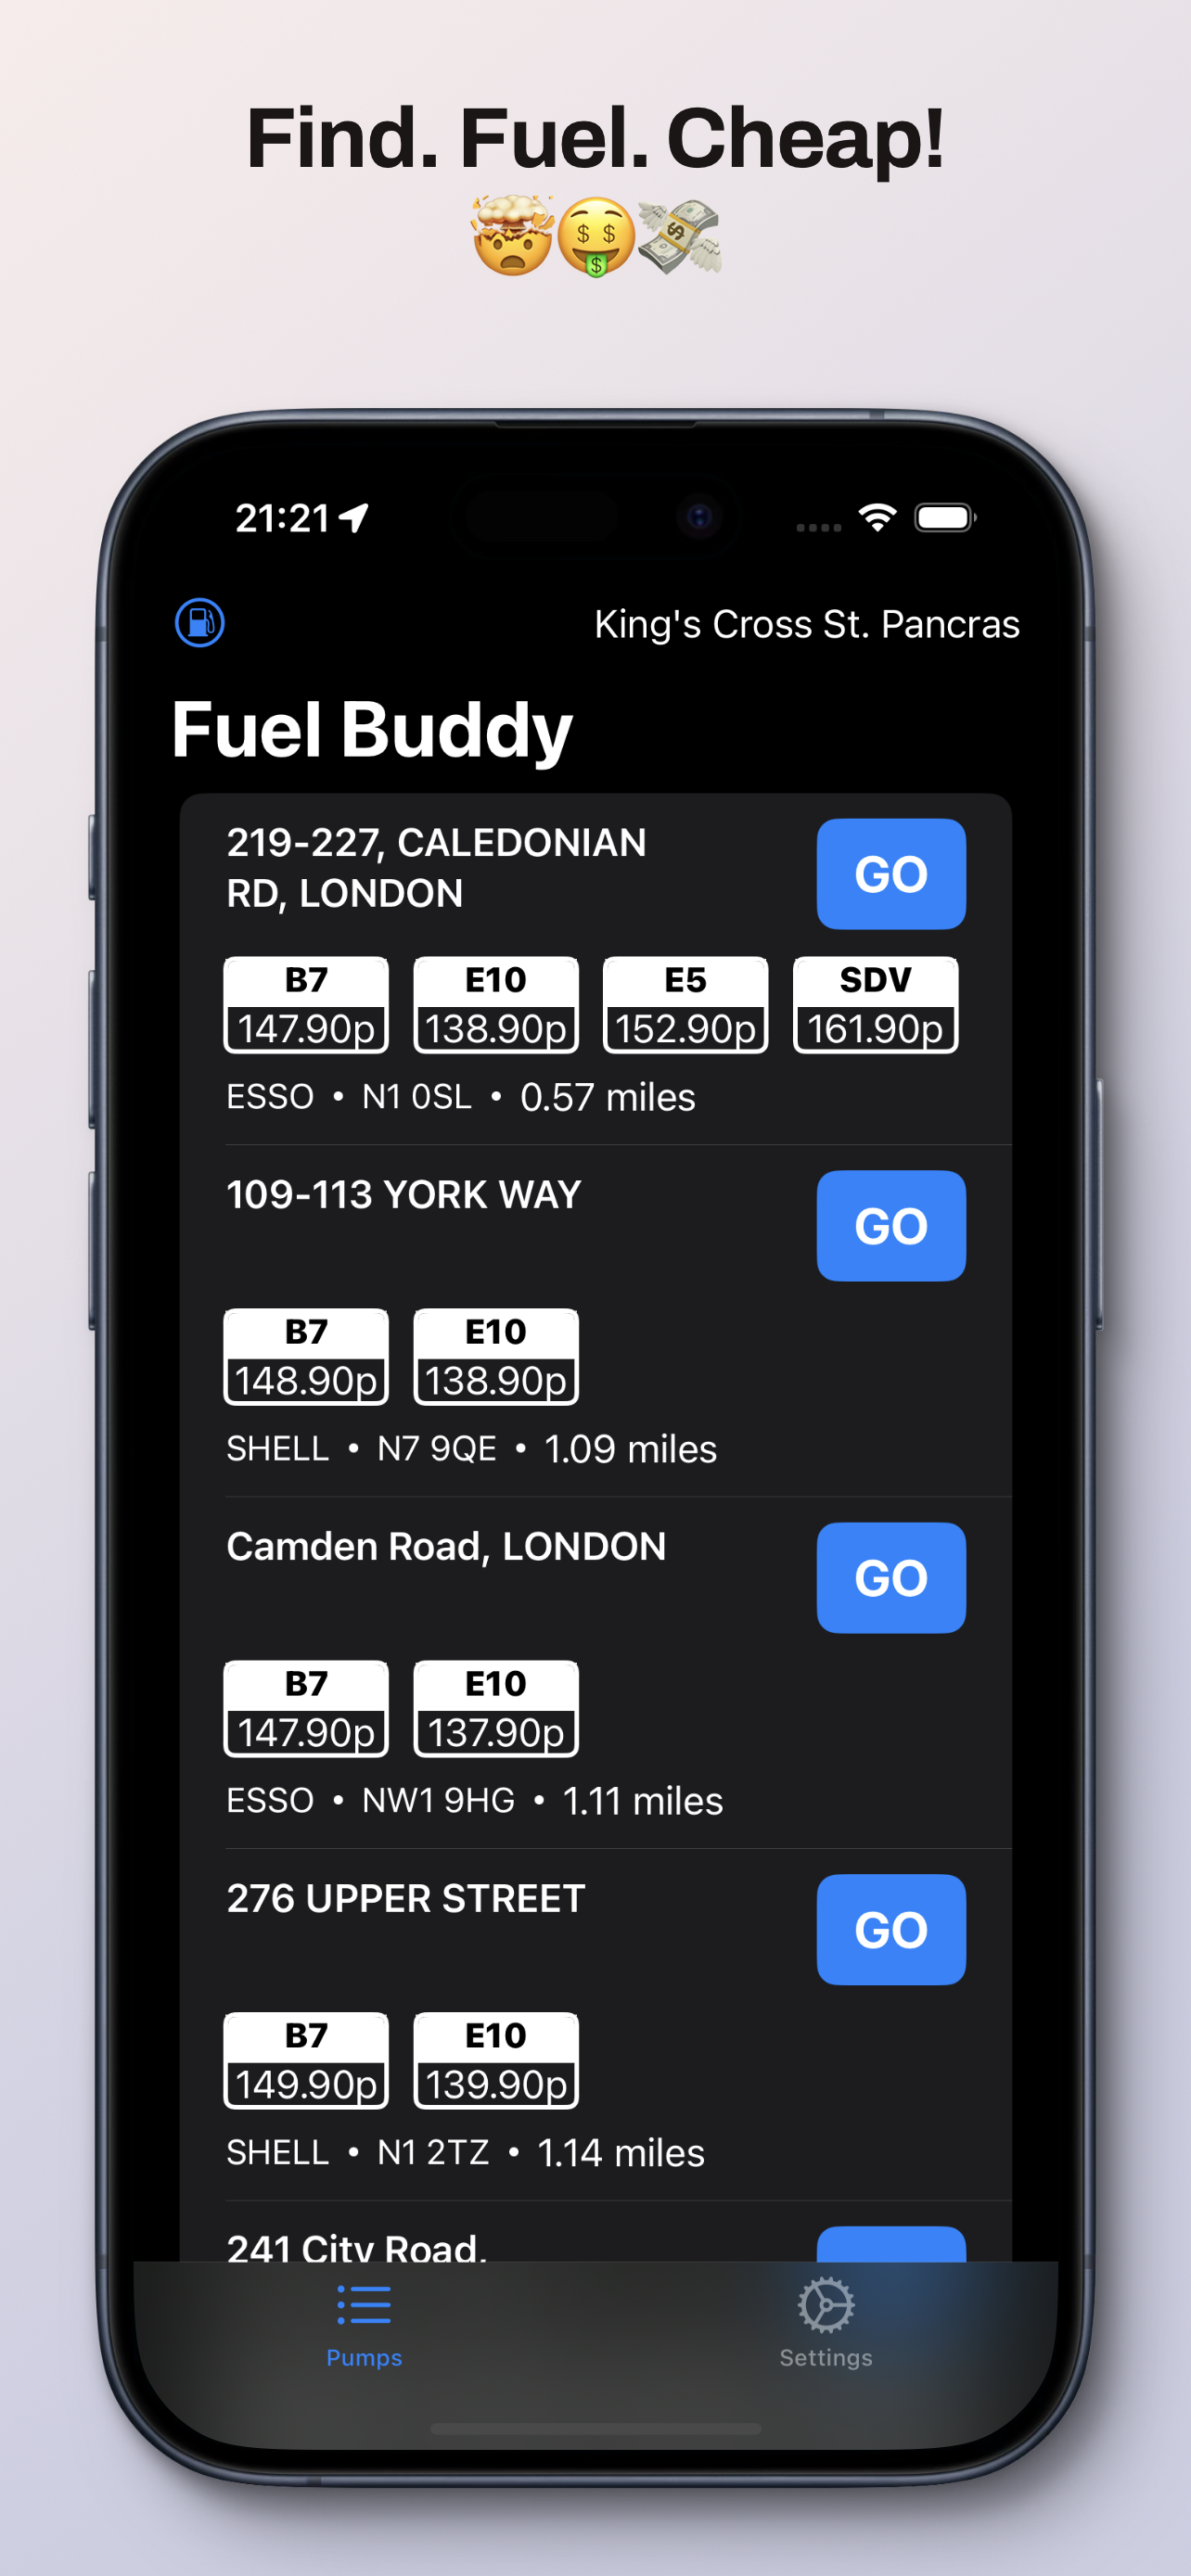 Find. Fuel. Cheap!
21:21
King's Cross St. Pancras
Fuel Buddy
219-227, CALEDONIAN
RD, LONDON
GO
B7 E10 E5 SDV
147.90p 138.90p 152.90p 161.90p
ESSO • N1 0SL • 0.57 miles
109-113 YORK WAY
GO
B7 E10
148.90p 138.90p
SHELL • N7 9QE • 1.09 miles
Camden Road, LONDON
GO
B7 E10
147.90p 137.90p
ESSO • NW1 9HG • 1.11 miles
276 UPPER STREET
GO
B7 E10
149.90p 139.90p
SHELL • N1 2TZ • 1.14 miles
241 City Road,
Pumps Settings